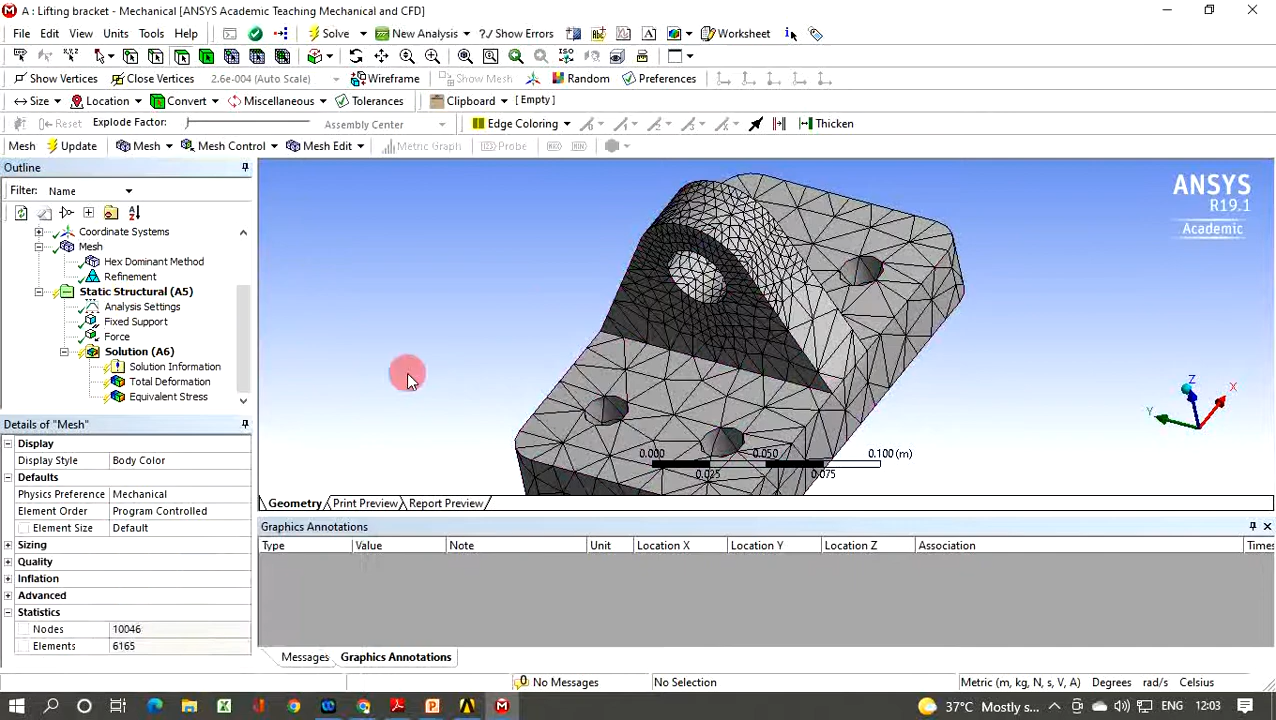 A : Lifting bracket - Mechanical [ANSYS Academic Teaching Mechanical and CFD]
File Edit View Units Tools Help Solve New Analysis ?/ Show Errors Worksheet
Show Vertices Close Vertices 2.6e-004 (Auto Scale) Wireframe Show Mesh Random Preferences
Size Location Convert Miscellaneous Tolerances Clipboard [ Empty ]
Reset Explode Factor: Assembly Center Edge Coloring Thicken
Mesh Update Mesh Mesh Control Mesh Edit Metric Graph Probe
Outline
Filter: Name
Coordinate Systems
Mesh
Hex Dominant Method
Refinement
Static Structural (A5)
Analysis Settings
Fixed Support
Force
Solution (A6)
Solution Information
Total Deformation
Equivalent Stress
Details of "Mesh"
Display
Display Style Body Color
Defaults
Physics Preference Mechanical
Element Order Program Controlled
Element Size Default
Sizing
Quality
Inflation
Advanced
Statistics
Nodes 10046
Elements 6165
ANSYS
R19.1
Academic
Z
X
Y
0.000 0.050 0.100 (m)
0.025 0.075
Geometry Print Preview Report Preview
Graphics Annotations
Type Value Note Unit Location X Location Y Location Z Association Times
Messages Graphics Annotations
No Messages No Selection Metric (m, kg, N, s, V, A) Degrees rad/s Celsius
37°C Mostly s... ENG 12:03